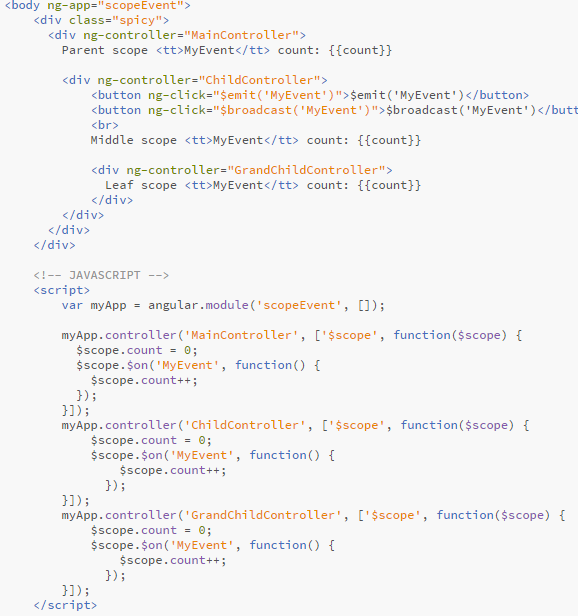 <body ng-app="scopeEvent">
<div class="spicy">
<div ng-controller="MainController">
Parent scope <tt>MyEvent</tt> count: {{count}}
<div ng-controller="ChildController">
<button ng-click="$emit('MyEvent')">$emit('MyEvent')</button>
<button ng-click="$broadcast('MyEvent')">$broadcast('MyEvent')</butt
<br>
Middle scope <tt>MyEvent</tt> count: {{count}}
<div ng-controller="GrandChildController">
Leaf scope <tt>MyEvent</tt> count: {{count}}
</div>
</div>
</div>
</div>
<!-- JAVASCRIPT -->
<script>
var myApp = angular.module('scopeEvent', []);
myApp.controller('MainController', ['$scope', function($scope) {
$scope.count = 0;
$scope.$on('MyEvent', function() {
$scope.count++;
});
}]);
myApp.controller('ChildController', ['$scope', function($scope) {
$scope.count = 0;
$scope.$on('MyEvent', function() {
$scope.count++;
});
}]);
myApp.controller('GrandChildController', ['$scope', function($scope) {
$scope.count = 0;
$scope.$on('MyEvent', function() {
$scope.count++;
});
}]);
</script>